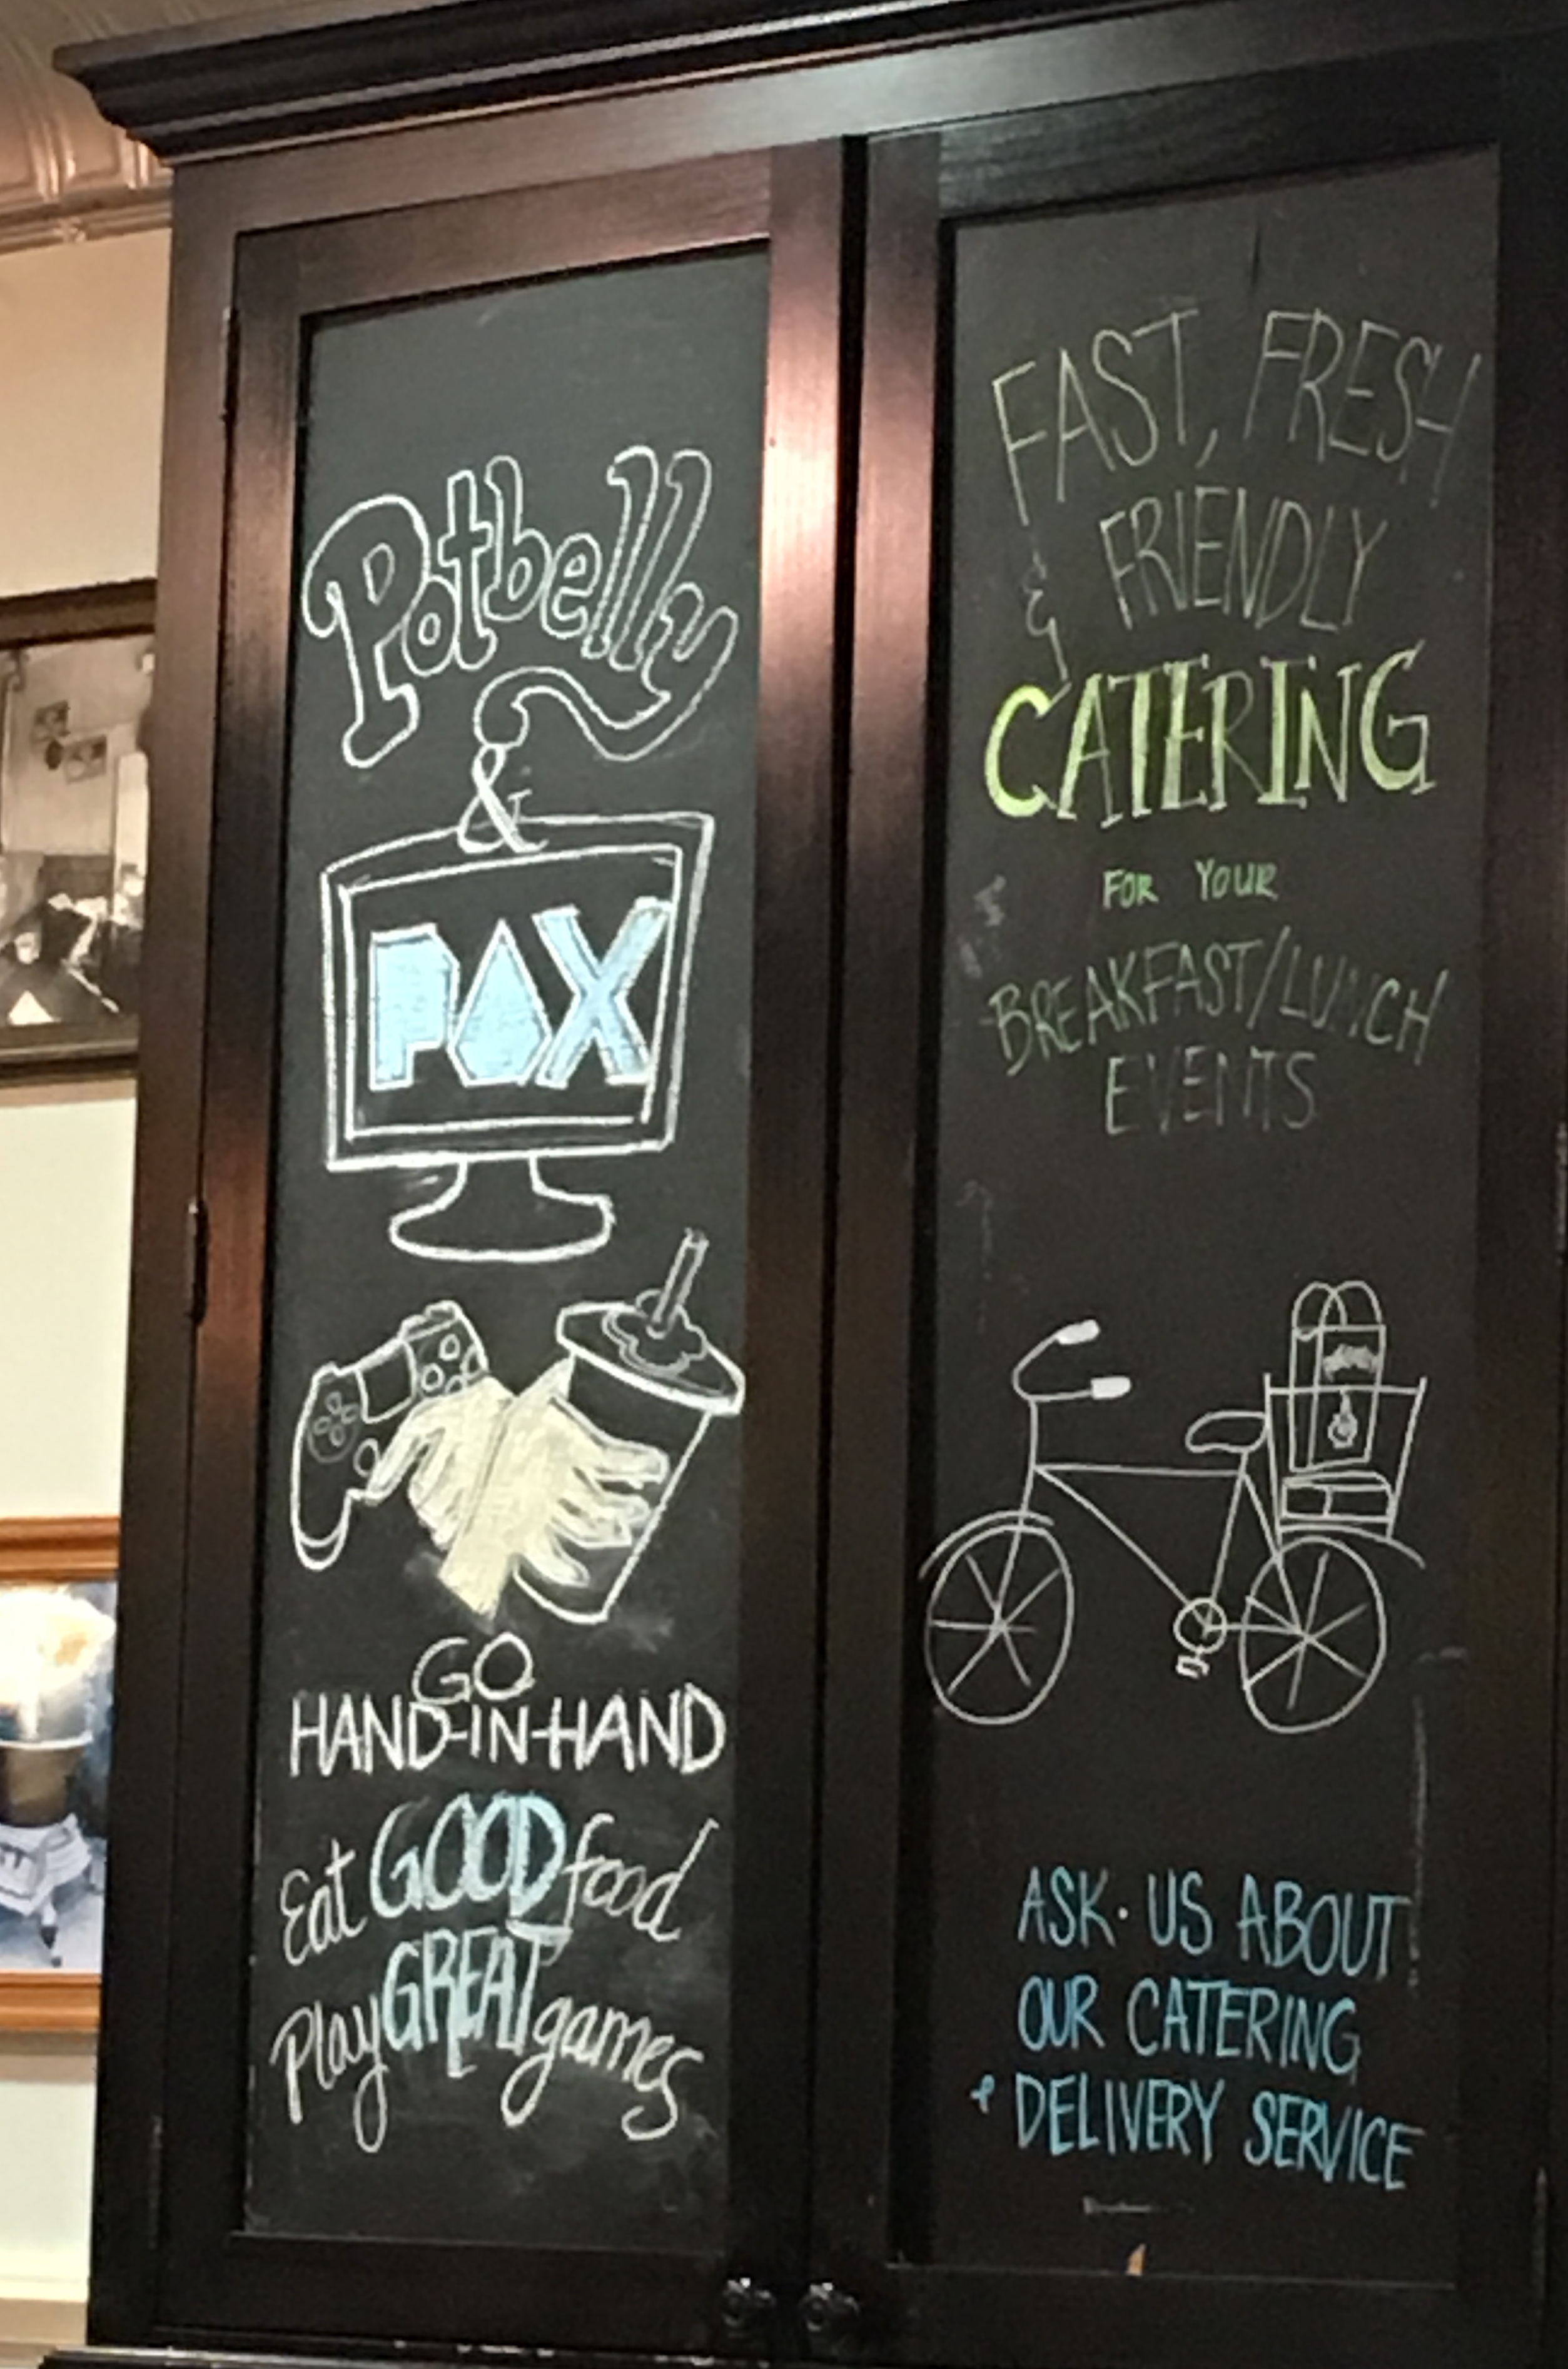 Potbelly
&
PAX
GO
HAND-IN-HAND
Eat GOOD food
Play GREAT games
FAST, FRESH
& FRIENDLY
CATERING
FOR YOUR
BREAKFAST/LUNCH
EVENTS
ASK US ABOUT
OUR CATERING
+ DELIVERY SERVICE